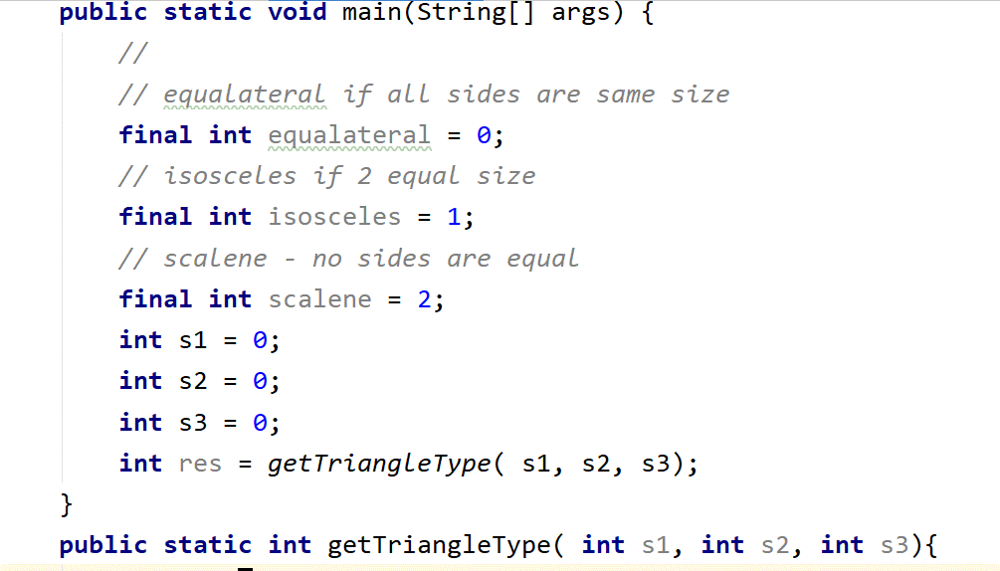 public static void main(String[] args) {
//
// equalateral if all sides are same size
final int equalateral = 0;
// isosceles if 2 equal size
final int isosceles = 1;
// scalene - no sides are equal
final int scalene = 2;
int s1 = 0;
int s2 = 0;
int s3 = 0;
int res = getTriangleType( s1, s2, s3);
}
public static int getTriangleType( int s1, int s2, int s3){